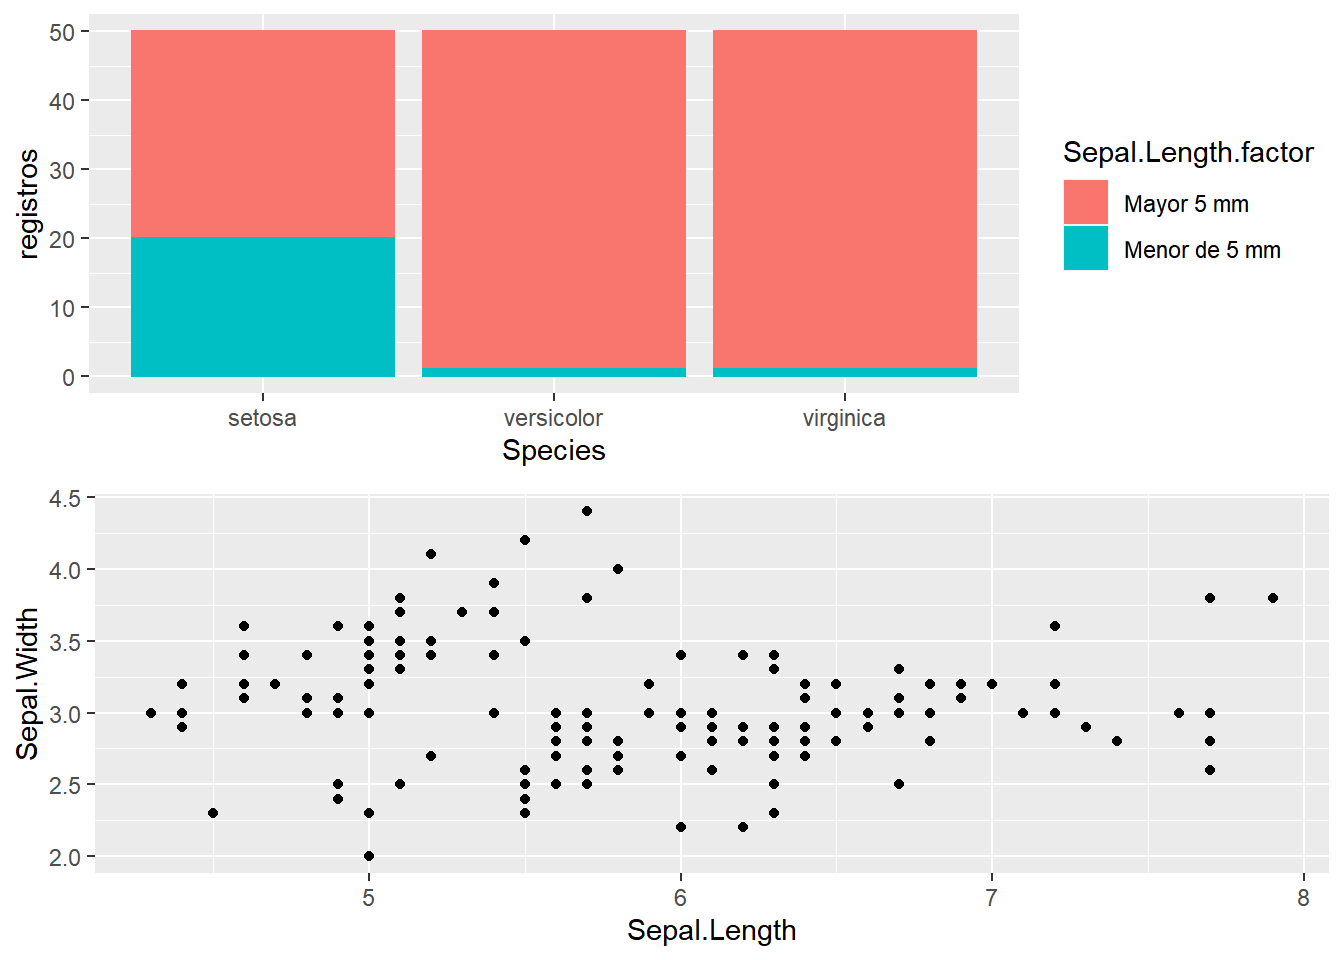 50
40
30
20
10
0
registros
setosa versicolor virginica
Species
Sepal.Length.factor
Mayor 5 mm
Menor de 5 mm
4.5
4.0
3.5
3.0
2.5
2.0
Sepal.Width
5 6 7 8
Sepal.Length